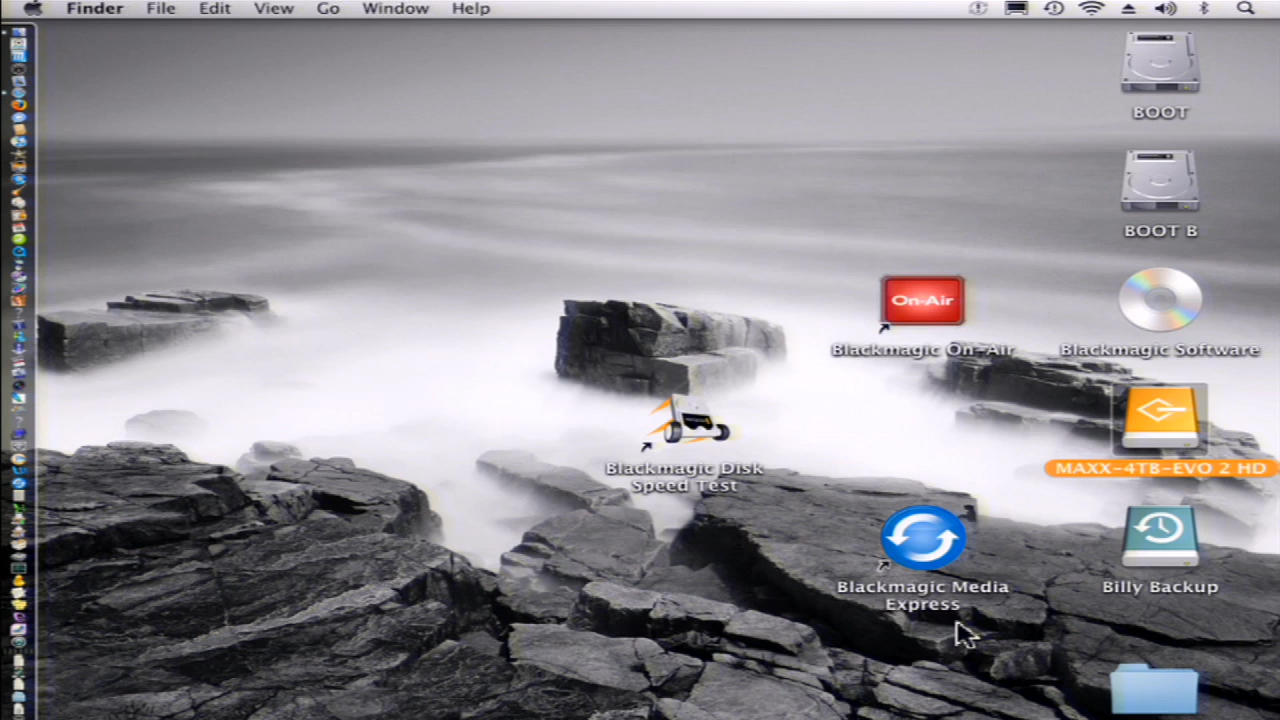 Finder File Edit View Go Window Help
BOOT
BOOT B
On-Air
Blackmagic On-Air
Blackmagic Software
MAXX-4TB-EVO 2 HD
Blackmagic Disk
Speed Test
Blackmagic Media
Express
Billy Backup